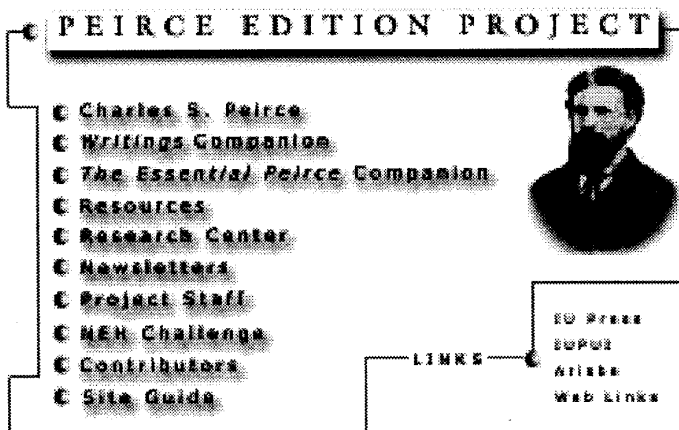 PEIRCE EDITION PROJECT
Charles S. Peirce
Writings Companion
The Essential Peirce Companion
Resources
Research Center
Newsletters
Project Staff
NEH Challenge
Contributors
Site Guide
LINKS
IU Press
IUPUI
Arisbe
Web Links